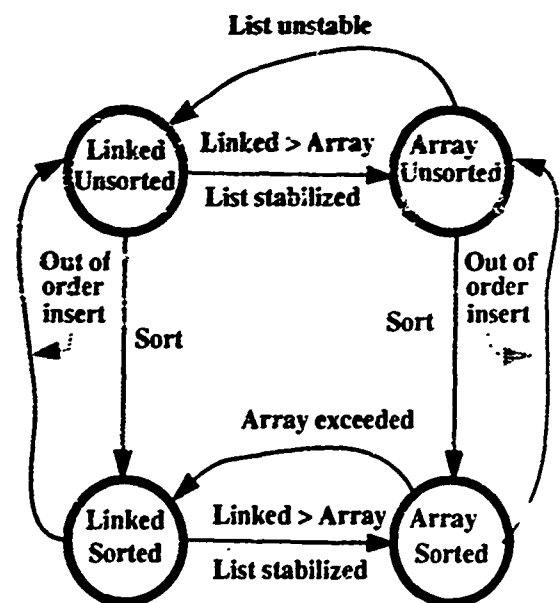 List unstable
Linked
Unsorted
Linked > Array
List stabilized
Array
Unsorted
Out of
order
insert
Sort
Sort
Out of
order
insert
Array exceeded
Linked
Sorted
Linked > Array
List stabilized
Array
Sorted